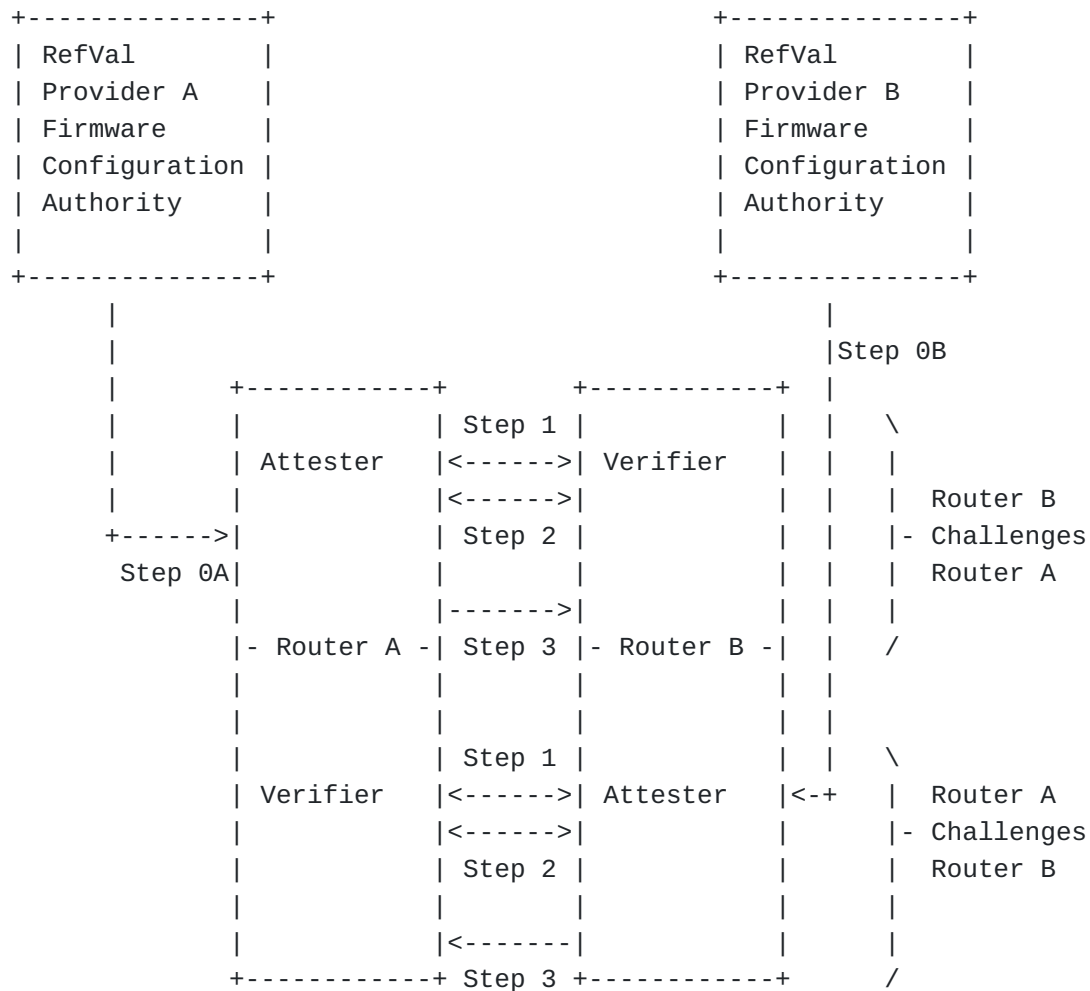 +---------------+                              +---------------+
| RefVal        |                              | RefVal        |
| Provider A    |                              | Provider B    |
| Firmware      |                              | Firmware      |
| Configuration |                              | Configuration |
| Authority     |                              | Authority     |
|               |                              |               |
+---------------+                              +---------------+
      |                                               |
      |                                               |Step 0B
      |       +------------+        +------------+  |
      |       |            | Step 1 |            |  |   \
      |       | Attester   |<------>| Verifier   |  |   |
      |       |            |<------>|            |  |   |  Router B
      +------>|            | Step 2 |            |  |   |- Challenges
       Step 0A|            |        |            |  |   |  Router A
              |            |------->|            |  |   |
              |- Router A -| Step 3 |- Router B -|  |   /
              |            |        |            |  |
              |            |        |            |  |
              |            | Step 1 |            |  |   \
              | Verifier   |<------>| Attester   |<-+   |  Router A
              |            |<------>|            |      |- Challenges
              |            | Step 2 |            |      |  Router B
              |            |        |            |      |
              |            |<-------|            |      |
              +------------+ Step 3 +------------+      /